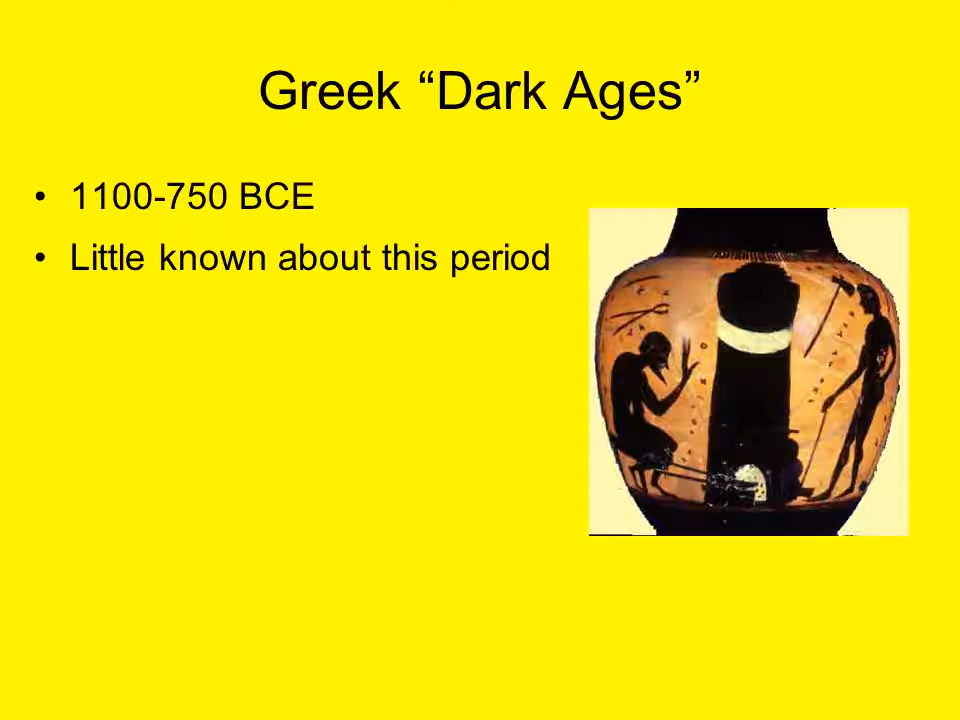 Greek “Dark Ages”
• 1100-750 BCE
• Little known about this period